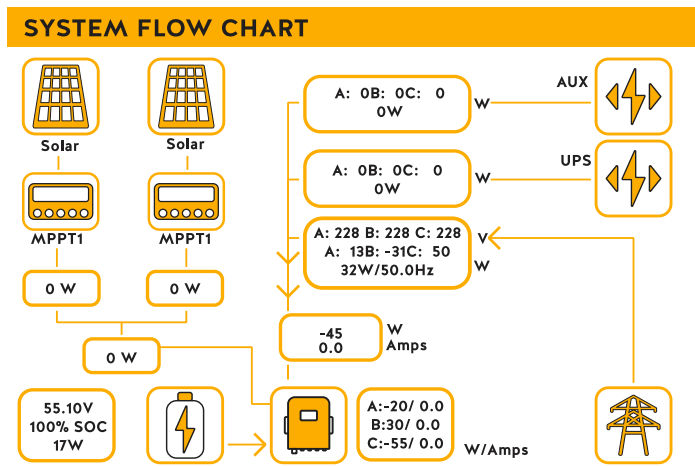 SYSTEM FLOW CHART
Solar
Solar
MPPT1
MPPT1
0 W
0 W
0 W
A: 0B: 0C: 0
0W
W
AUX
A: 0B: 0C: 0
0W
W
UPS
A: 228 B: 228 C: 228
V
A: 13B: -31C: 50
32W/50.0Hz
W
-45
0.0
W
Amps
55.10V
100% SOC
17W
A:-20/ 0.0
B:30/ 0.0
C:-55/ 0.0
W/Amps